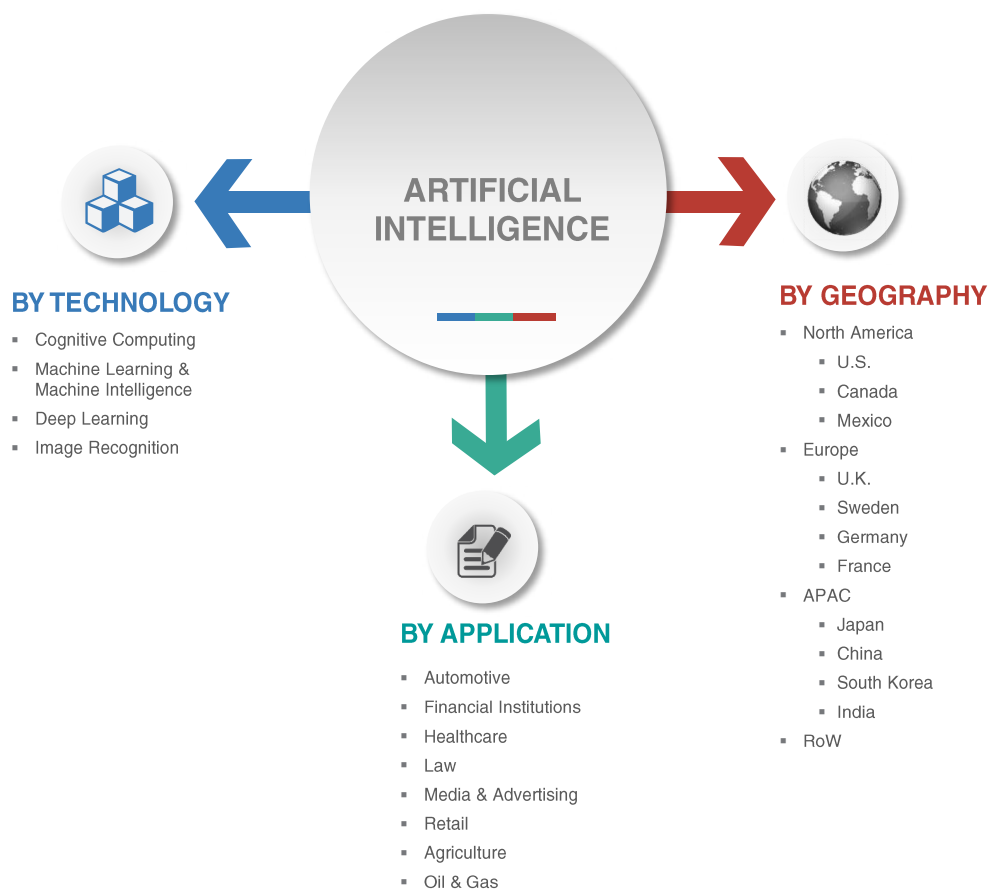 ARTIFICIAL
INTELLIGENCE
BY TECHNOLOGY
Cognitive Computing
Machine Learning &
Machine Intelligence
Deep Learning
Image Recognition
BY APPLICATION
Automotive
Financial Institutions
Healthcare
Law
Media & Advertising
Retail
Agriculture
Oil & Gas
BY GEOGRAPHY
North America
U.S.
Canada
Mexico
Europe
U.K.
Sweden
Germany
France
APAC
Japan
China
South Korea
India
RoW